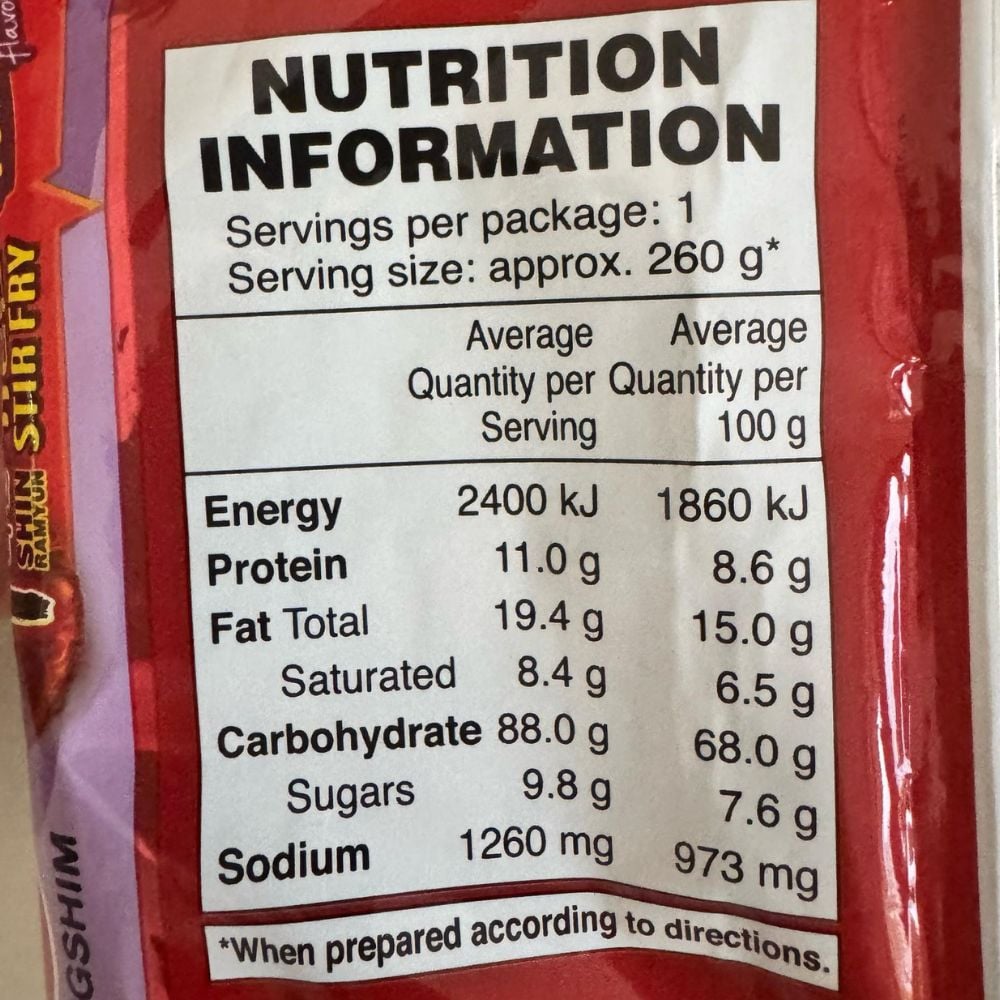 NUTRITION
INFORMATION
Servings per package: 1
Serving size: approx. 260 g*
Average Average
Quantity per Quantity per
Serving 100 g
Energy 2400 kJ 1860 kJ
Protein 11.0 g 8.6 g
Fat Total 19.4 g 15.0 g
Saturated 8.4 g 6.5 g
Carbohydrate 88.0 g 68.0 g
Sugars 9.8 g 7.6 g
Sodium 1260 mg 973 mg
*When prepared according to directions.
SHIN STIR FRY
RAMYUN
GSHIM